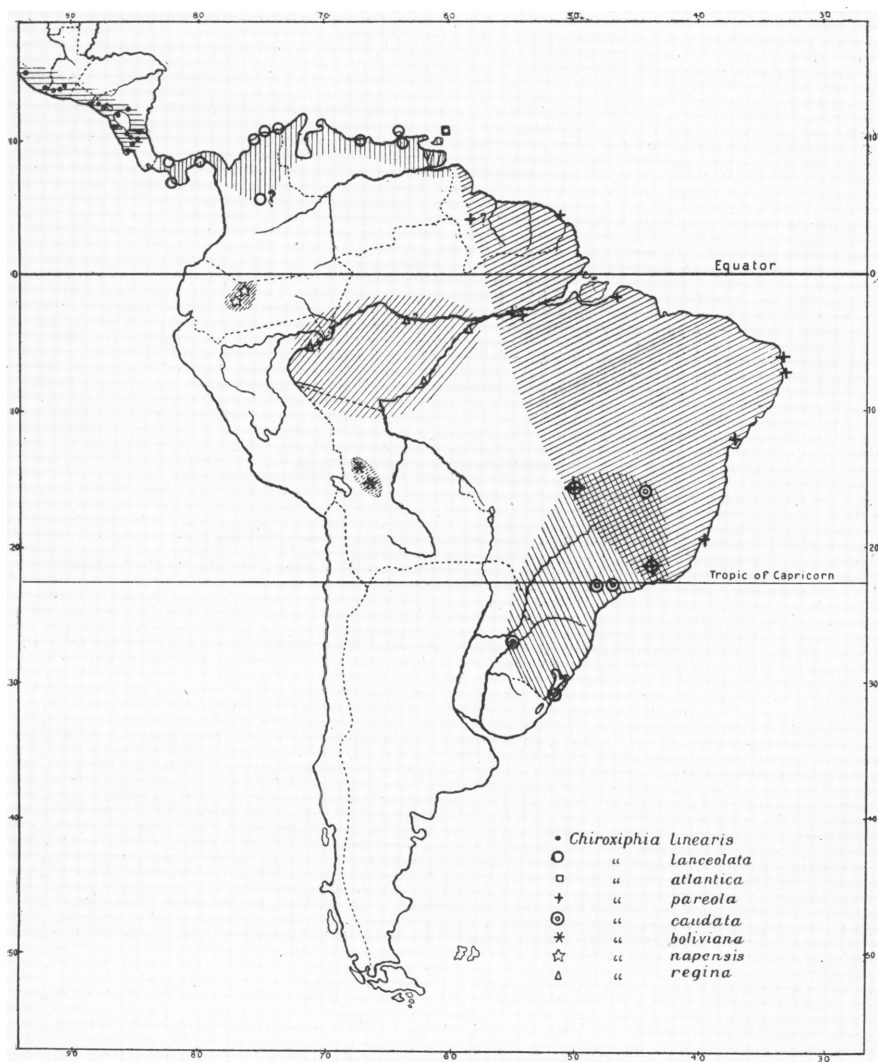 90 80 70 60 50 40 30
10 10
?
?
Equator
0 0
?
10 10
20 20
Tropic of Capricorn
30 30
40 40
Chiroxiphia linearis
“ lanceolata
“ atlantica
“ pareola
“ caudata
“ boliviana
“ napensis
“ regina
50 50
90 80 70 60 50 40 30